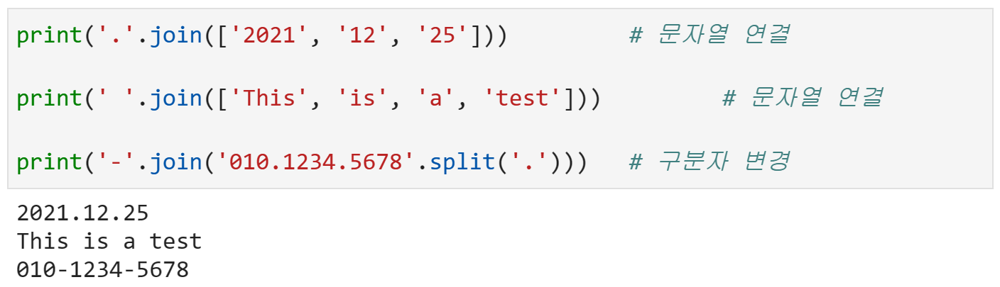 print('.'.join(['2021', '12', '25']))         # 문자열 연결
print(' '.join(['This', 'is', 'a', 'test']))         # 문자열 연결
print('-'.join('010.1234.5678'.split('.')))   # 구분자 변경
2021.12.25
This is a test
010-1234-5678